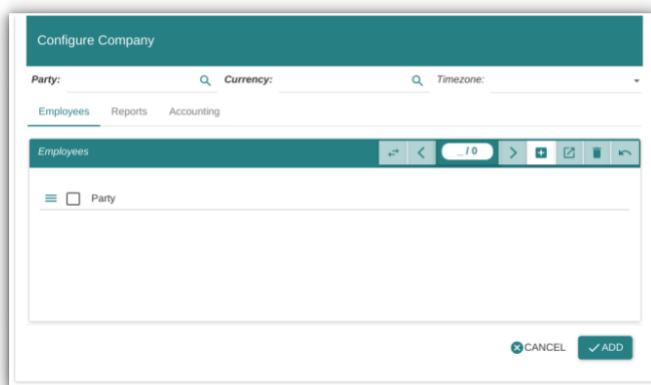 Configure Company
Party: Currency: Timezone:
Employees Reports Accounting
Employees _ / 0
Party
CANCEL ADD